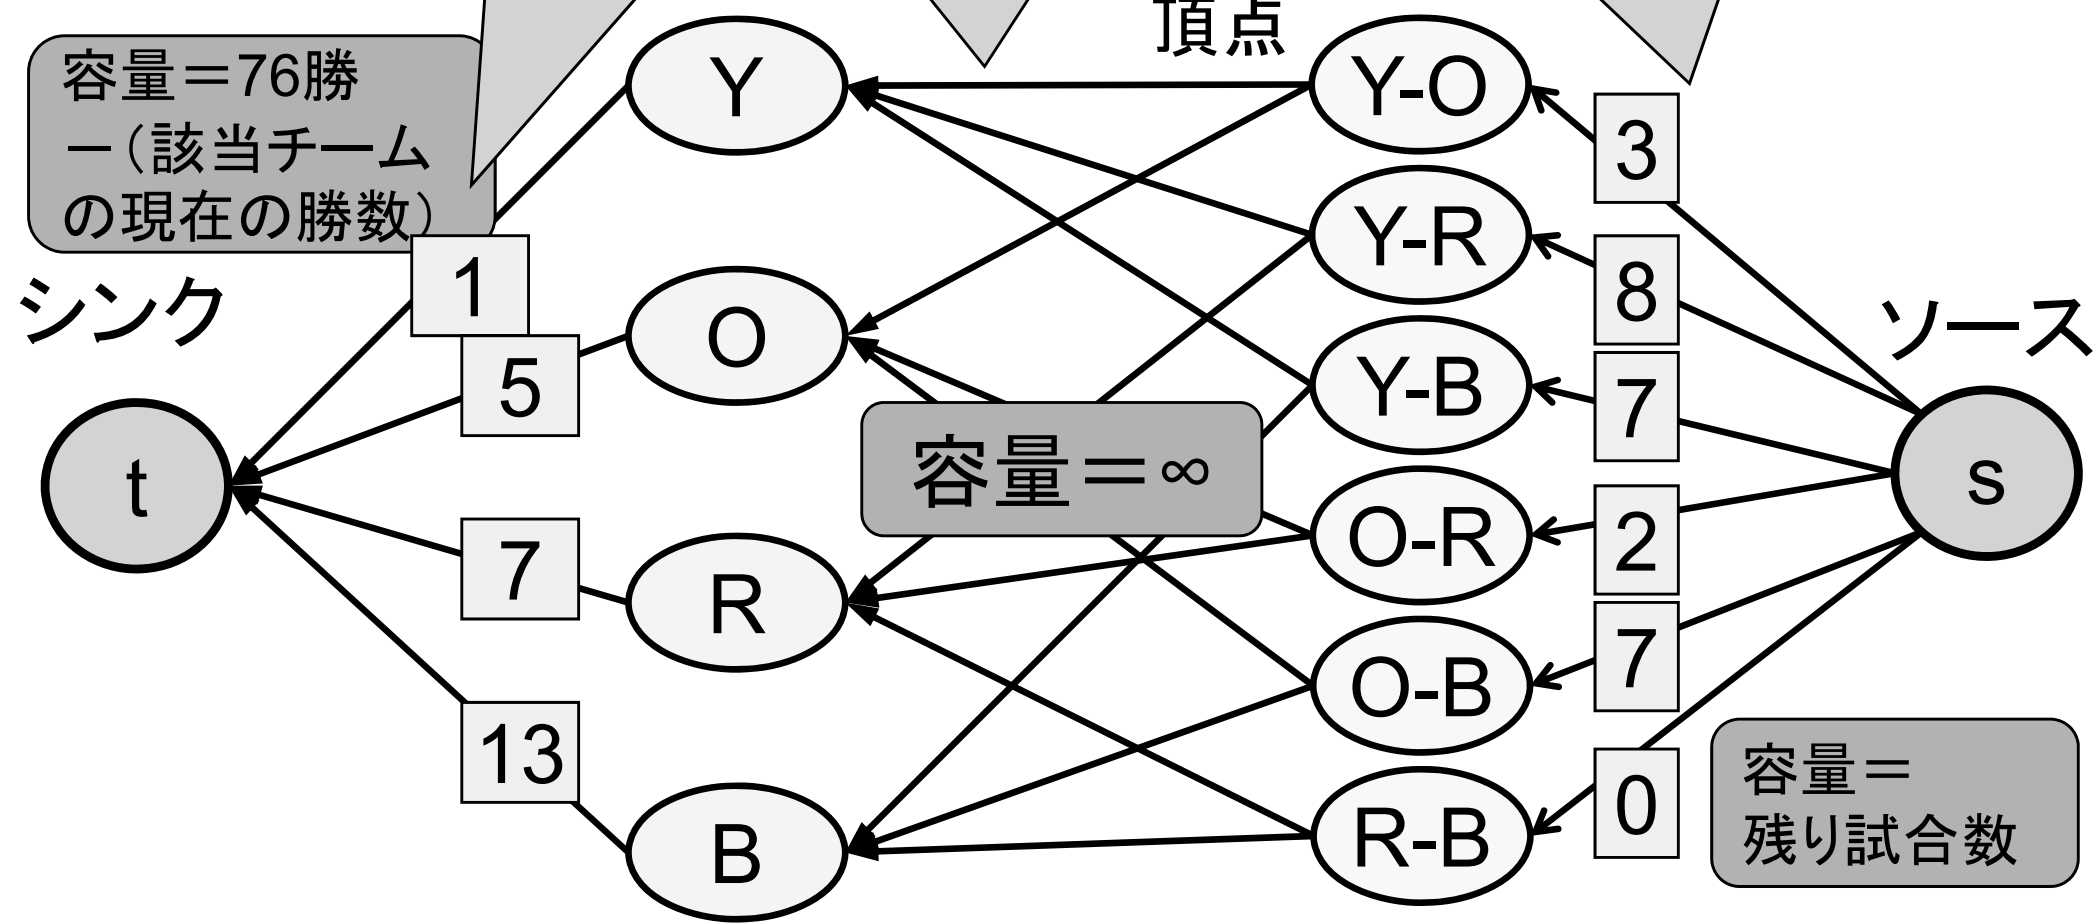 頂点
容量＝76勝
－（該当チーム
の現在の勝数）
Y
Y-O
3
Y-R
8
1
シンク
O
ソース
5
Y-B
7
容量＝∞
t
s
O-R
2
7
R
O-B
7
13
容量＝
残り試合数
B
R-B
0